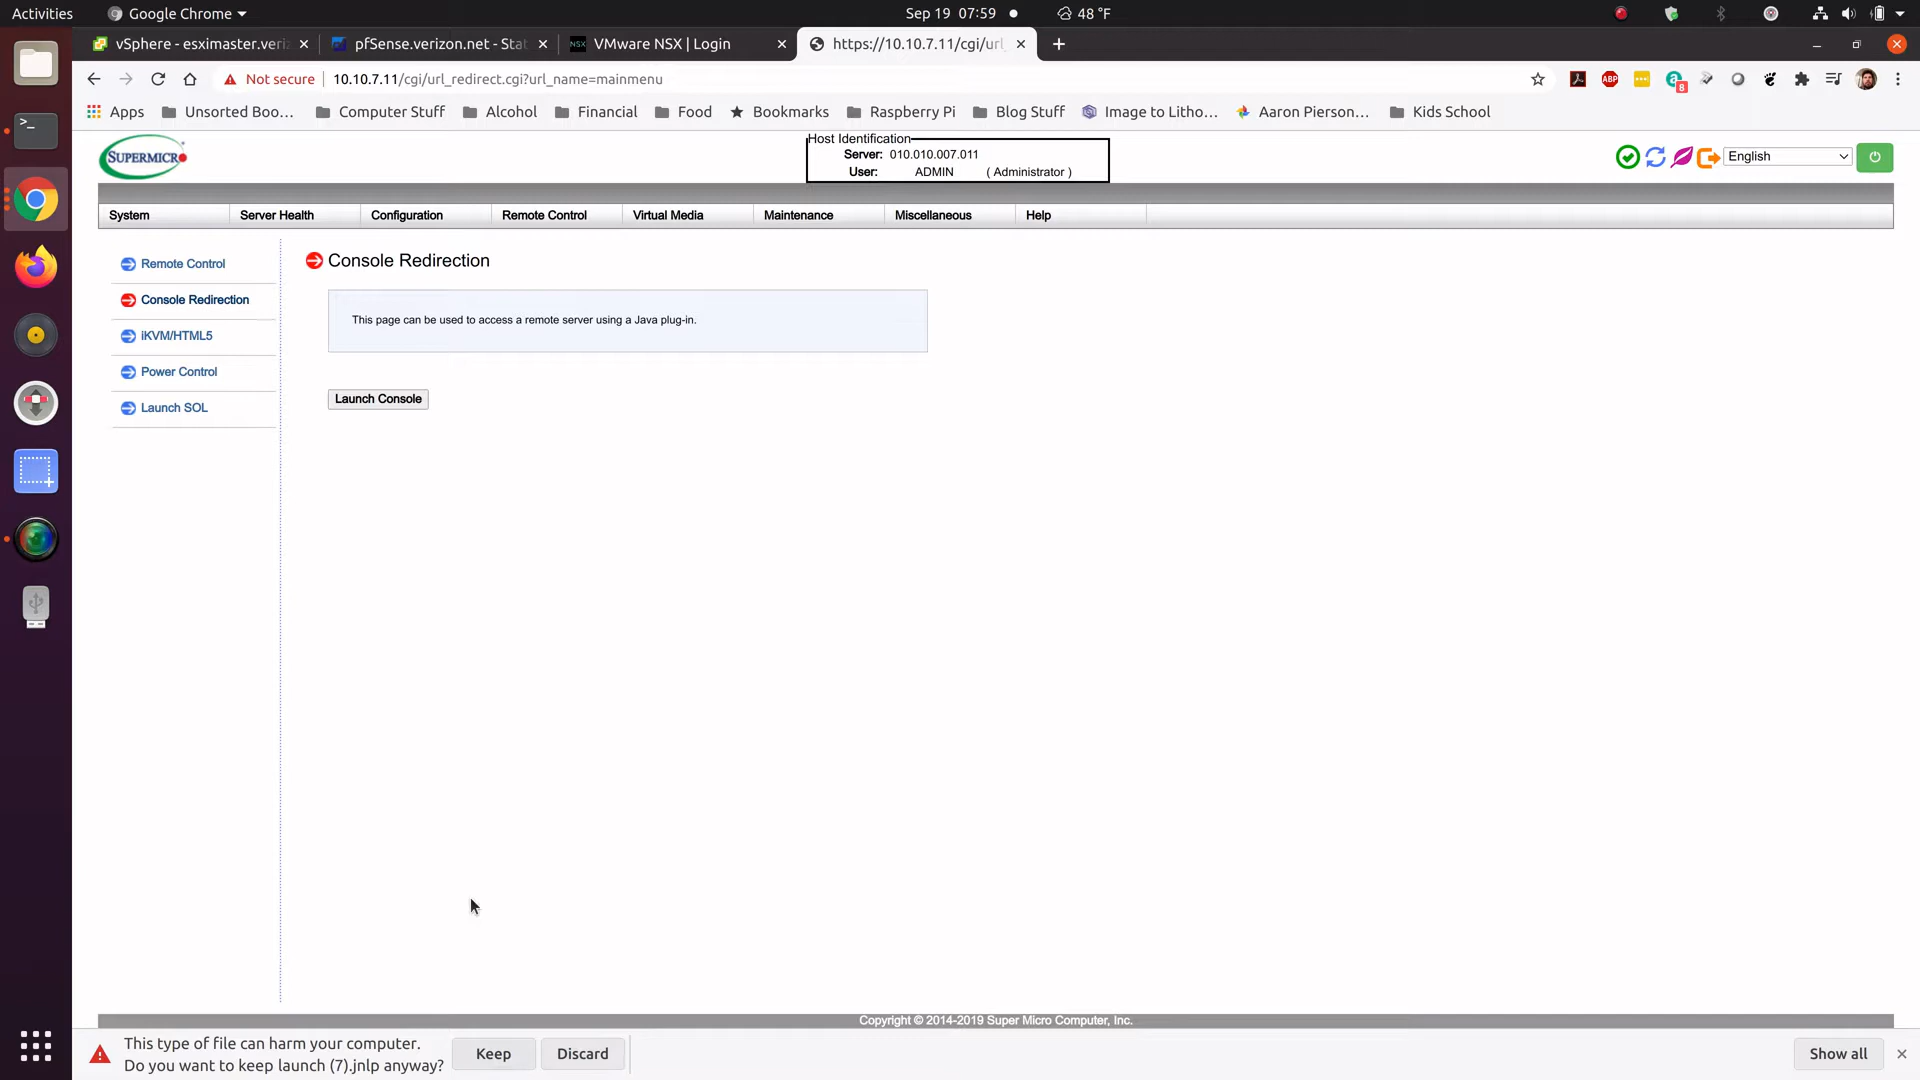 Activities
Google Chrome
Sep 19 07:59
48 °F
vSphere - esximaster.veri
pfSense.verizon.net - Sta
NSX
VMware NSX | Login
https://10.10.7.11/cgi/url
Not secure
10.10.7.11/cgi/url_redirect.cgi?url_name=mainmenu
ABP
8
Apps
Unsorted Boo...
Computer Stuff
Alcohol
Financial
Food
Bookmarks
Raspberry Pi
Blog Stuff
Image to Litho...
Aaron Pierson...
Kids School
SUPERMICR
Host Identification
Server: 010.010.007.011
User: ADMIN ( Administrator )
English
System
Server Health
Configuration
Remote Control
Virtual Media
Maintenance
Miscellaneous
Help
Remote Control
Console Redirection
iKVM/HTML5
Power Control
Launch SOL
Console Redirection
This page can be used to access a remote server using a Java plug-in.
Launch Console
Copyright © 2014-2019 Super Micro Computer, Inc.
This type of file can harm your computer.
Do you want to keep launch (7).jnlp anyway?
Keep
Discard
Show all